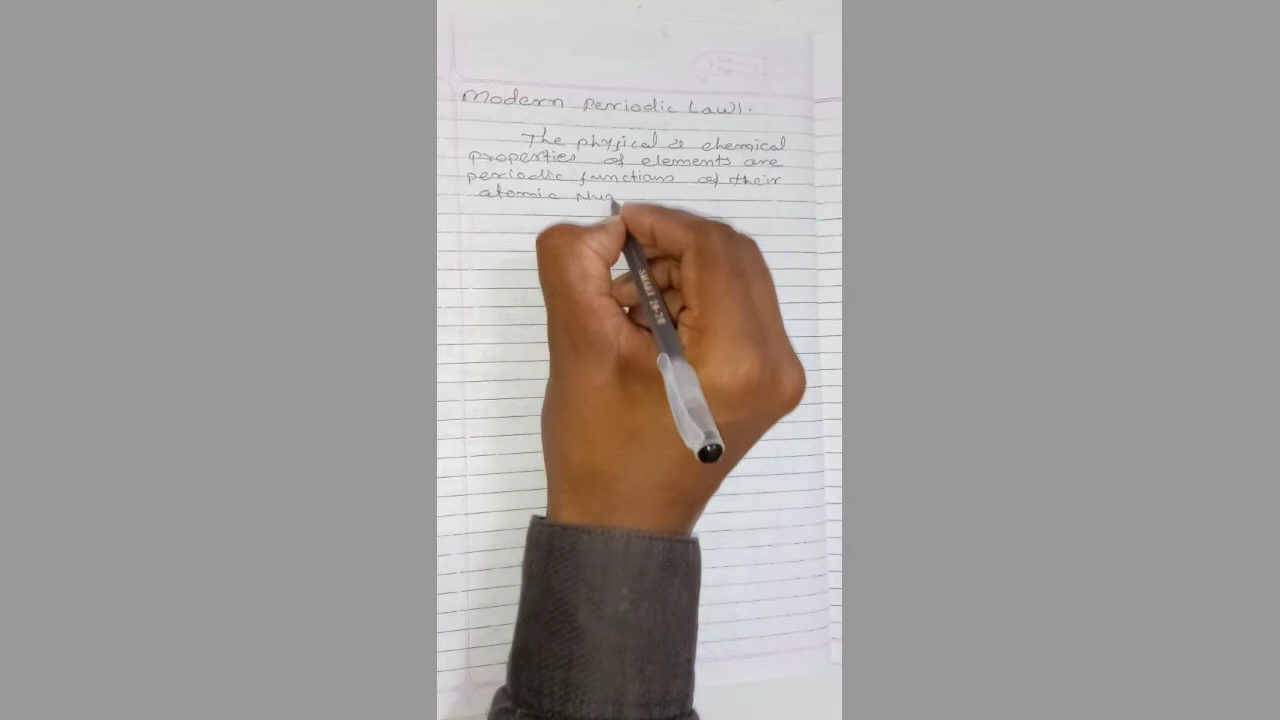 Modern Periodic Law :-
The physical & chemical
properties of elements are
periodic functions of their
atomic Nu